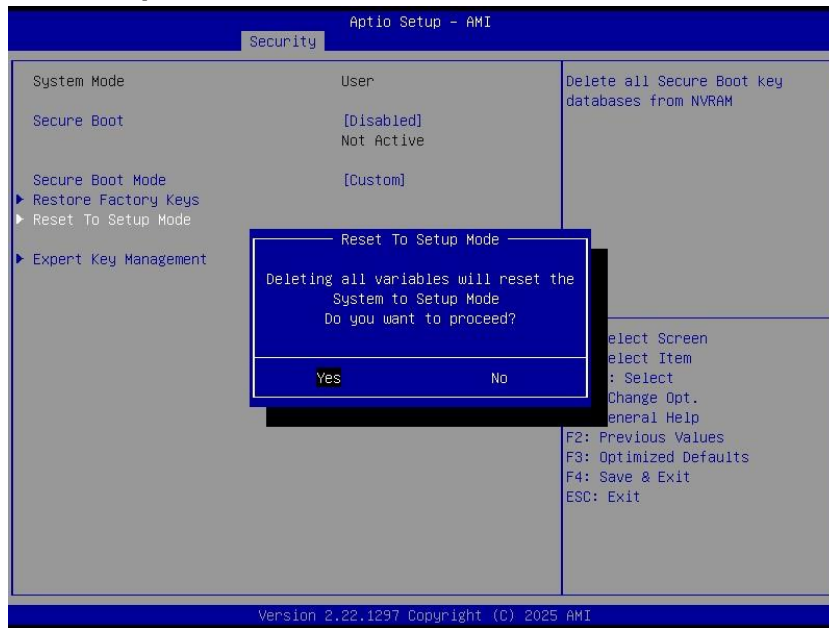 Aptio Setup - AMI
Security
System Mode User
Secure Boot [Disabled]
Not Active
Secure Boot Mode [Custom]
Restore Factory Keys
Reset To Setup Mode
Expert Key Management
Delete all Secure Boot key
databases from NVRAM
Reset To Setup Mode
Deleting all variables will reset the
System to Setup Mode
Do you want to proceed?
Yes No
elect Screen
elect Item
: Select
Change Opt.
eneral Help
F2: Previous Values
F3: Optimized Defaults
F4: Save & Exit
ESC: Exit
Version 2.22.1297 Copyright (C) 2025 AMI